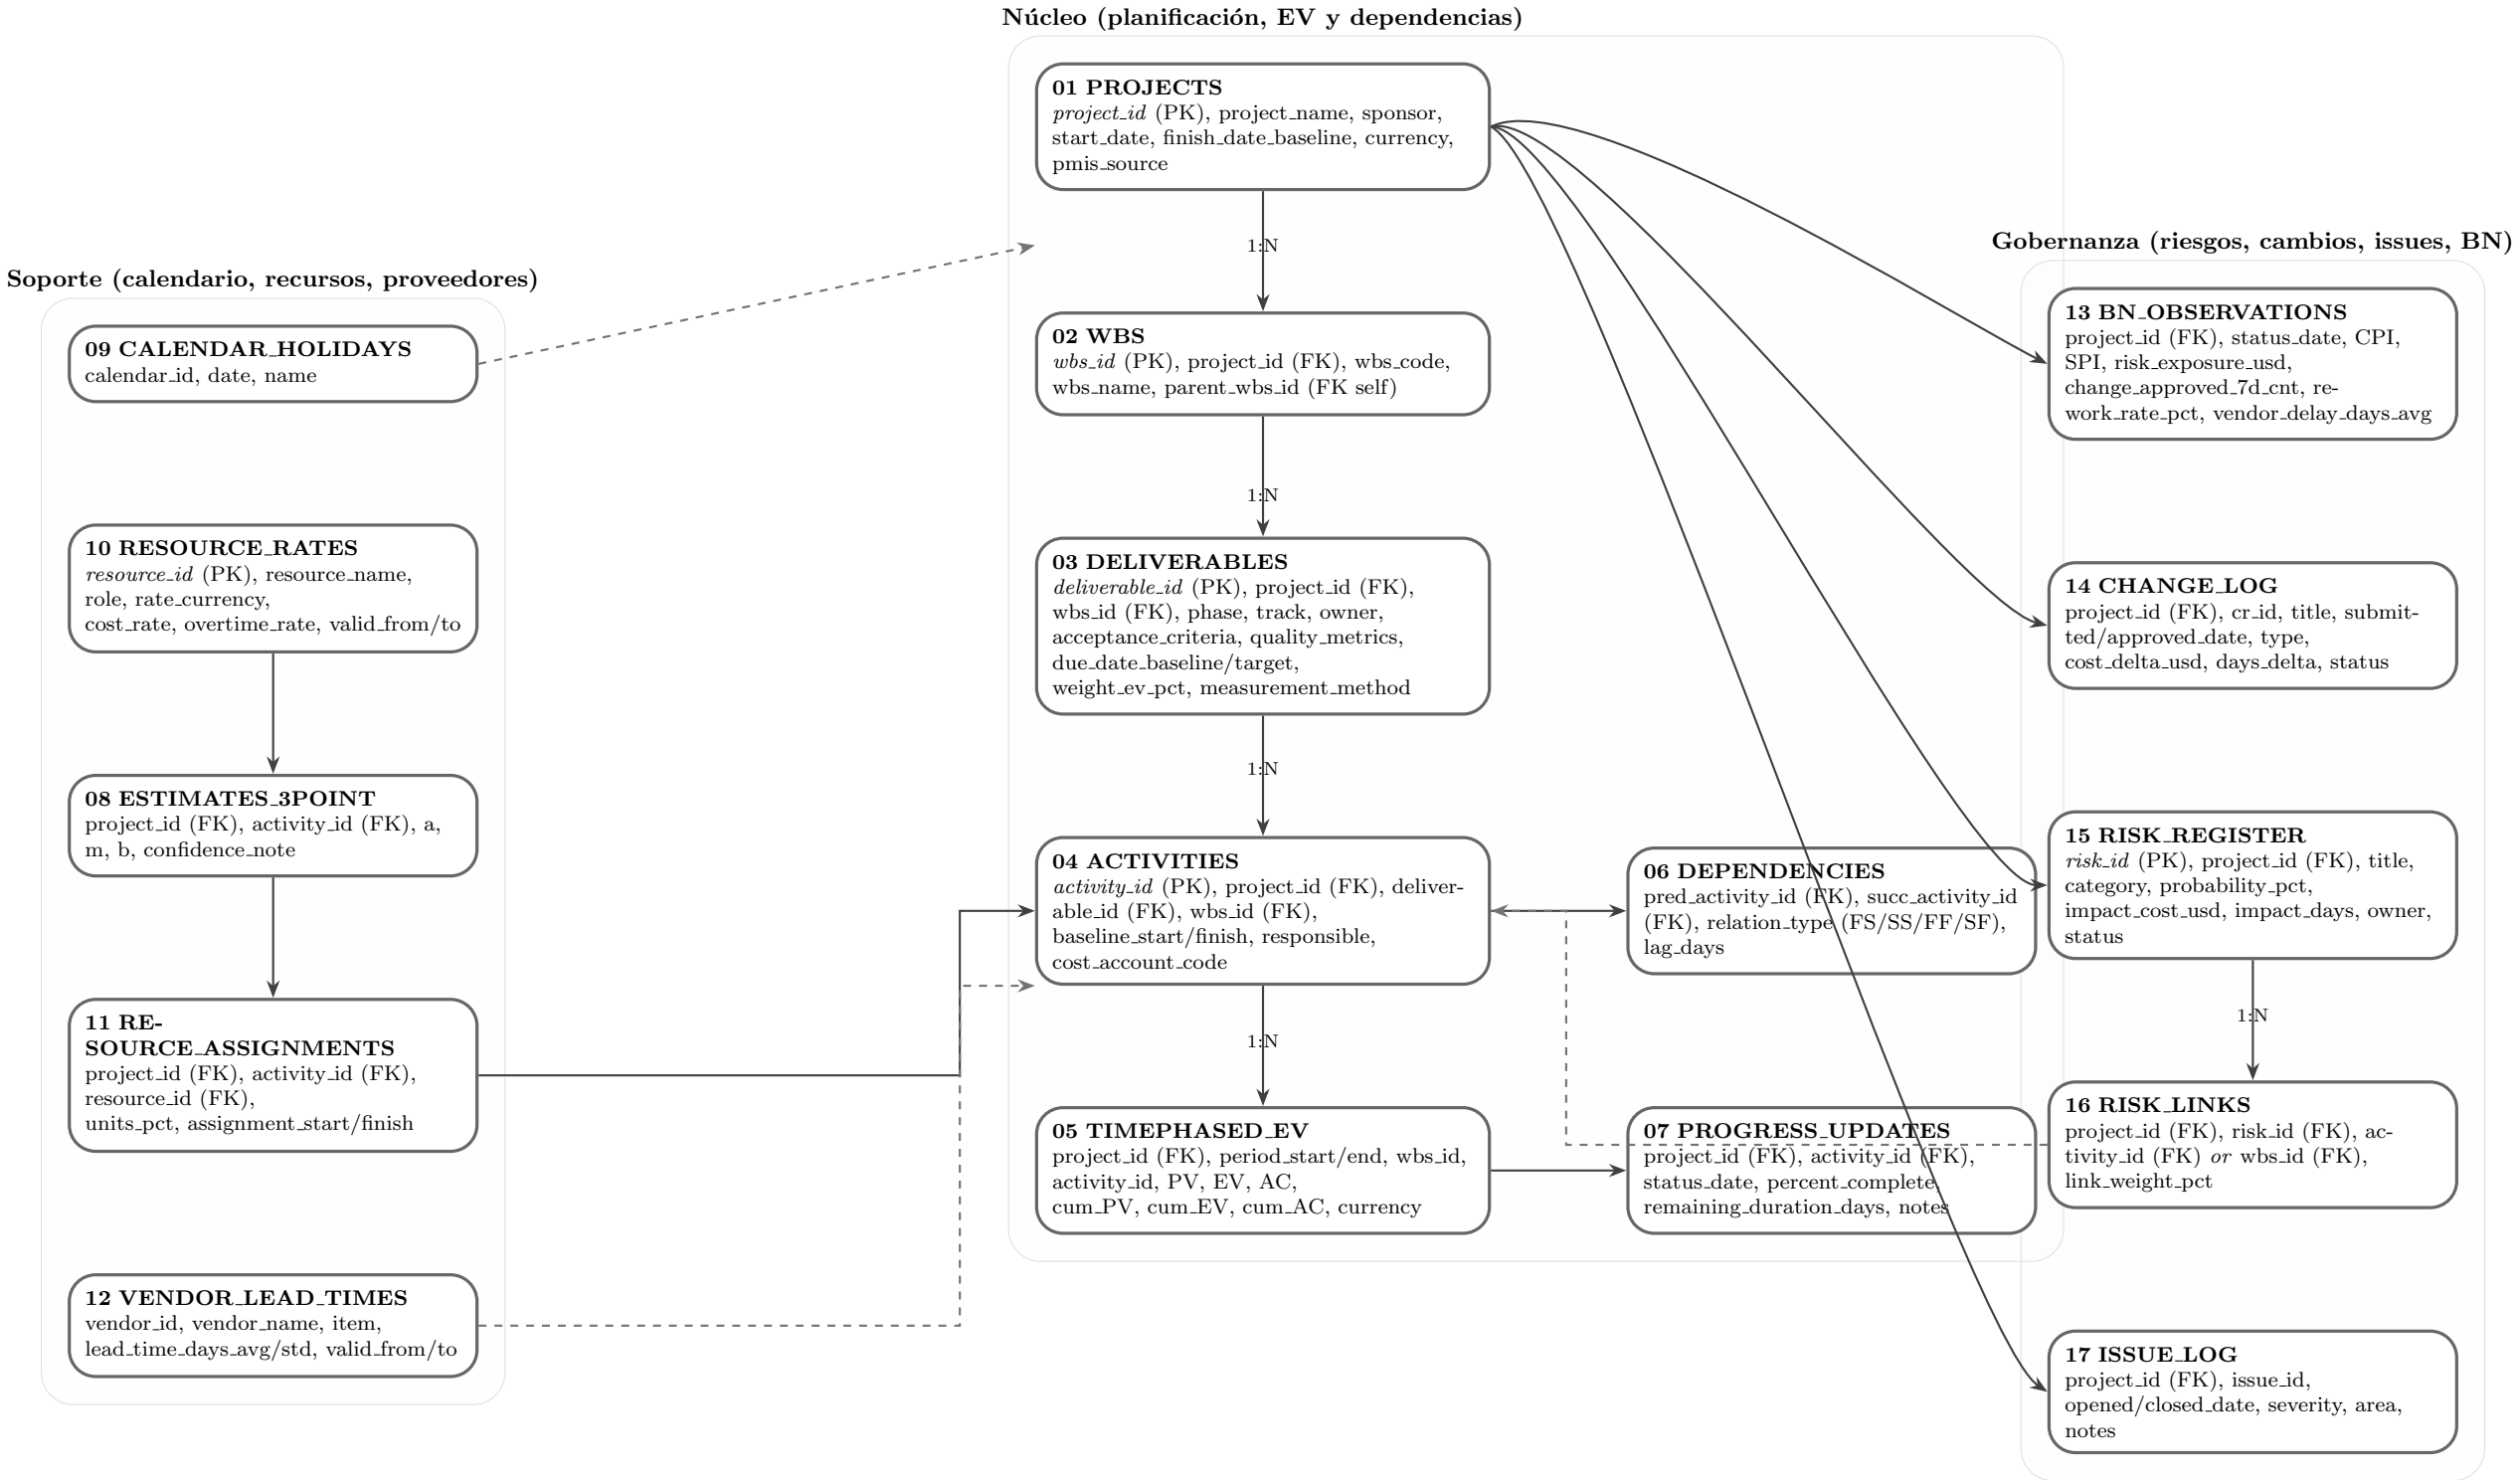 Núcleo (planificación, EV y dependencias)
01 PROJECTS
project_id (PK), project_name, sponsor,
start_date, finish_date_baseline, currency,
pmis_source
1:N
02 WBS
wbs_id (PK), project_id (FK), wbs_code,
wbs_name, parent_wbs_id (FK self)
1:N
03 DELIVERABLES
deliverable_id (PK), project_id (FK),
wbs_id (FK), phase, track, owner,
acceptance_criteria, quality_metrics,
due_date_baseline/target,
weight_ev_pct, measurement_method
1:N
04 ACTIVITIES
activity_id (PK), project_id (FK), deliver-
able_id (FK), wbs_id (FK),
baseline_start/finish, responsible,
cost_account_code
1:N
05 TIMEPHASED_EV
project_id (FK), period_start/end, wbs_id,
activity_id, PV, EV, AC,
cum_PV, cum_EV, cum_AC, currency
06 DEPENDENCIES
pred_activity_id (FK), succ_activity_id
(FK), relation_type (FS/SS/FF/SF),
lag_days
07 PROGRESS_UPDATES
project_id (FK), activity_id (FK),
status_date, percent_complete,
remaining_duration_days, notes
Soporte (calendario, recursos, proveedores)
09 CALENDAR_HOLIDAYS
calendar_id, date, name
10 RESOURCE_RATES
resource_id (PK), resource_name,
role, rate_currency,
cost_rate, overtime_rate, valid_from/to
08 ESTIMATES_3POINT
project_id (FK), activity_id (FK), a,
m, b, confidence_note
11 RE-
SOURCE_ASSIGNMENTS
project_id (FK), activity_id (FK),
resource_id (FK),
units_pct, assignment_start/finish
12 VENDOR_LEAD_TIMES
vendor_id, vendor_name, item,
lead_time_days_avg/std, valid_from/to
Gobernanza (riesgos, cambios, issues, BN)
13 BN_OBSERVATIONS
project_id (FK), status_date, CPI,
SPI, risk_exposure_usd,
change_approved_7d_cnt, re-
work_rate_pct, vendor_delay_days_avg
14 CHANGE_LOG
project_id (FK), cr_id, title, submit-
ted/approved_date, type,
cost_delta_usd, days_delta, status
15 RISK_REGISTER
risk_id (PK), project_id (FK), title,
category, probability_pct,
impact_cost_usd, impact_days, owner,
status
1:N
16 RISK_LINKS
project_id (FK), risk_id (FK), ac-
tivity_id (FK) or wbs_id (FK),
link_weight_pct
17 ISSUE_LOG
project_id (FK), issue_id,
opened/closed_date, severity, area,
notes